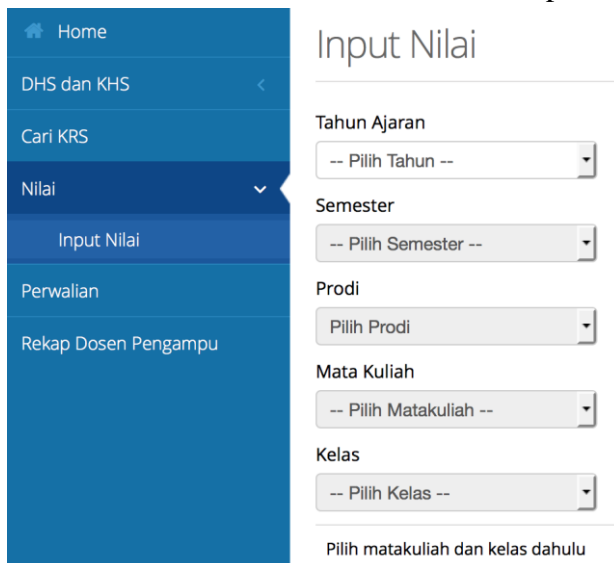 Home
DHS dan KHS
Cari KRS
Nilai
Input Nilai
Perwalian
Rekap Dosen Pengampu
Input Nilai
Tahun Ajaran
-- Pilih Tahun --
Semester
-- Pilih Semester --
Prodi
Pilih Prodi
Mata Kuliah
-- Pilih Matakuliah --
Kelas
-- Pilih Kelas --
Pilih matakuliah dan kelas dahulu